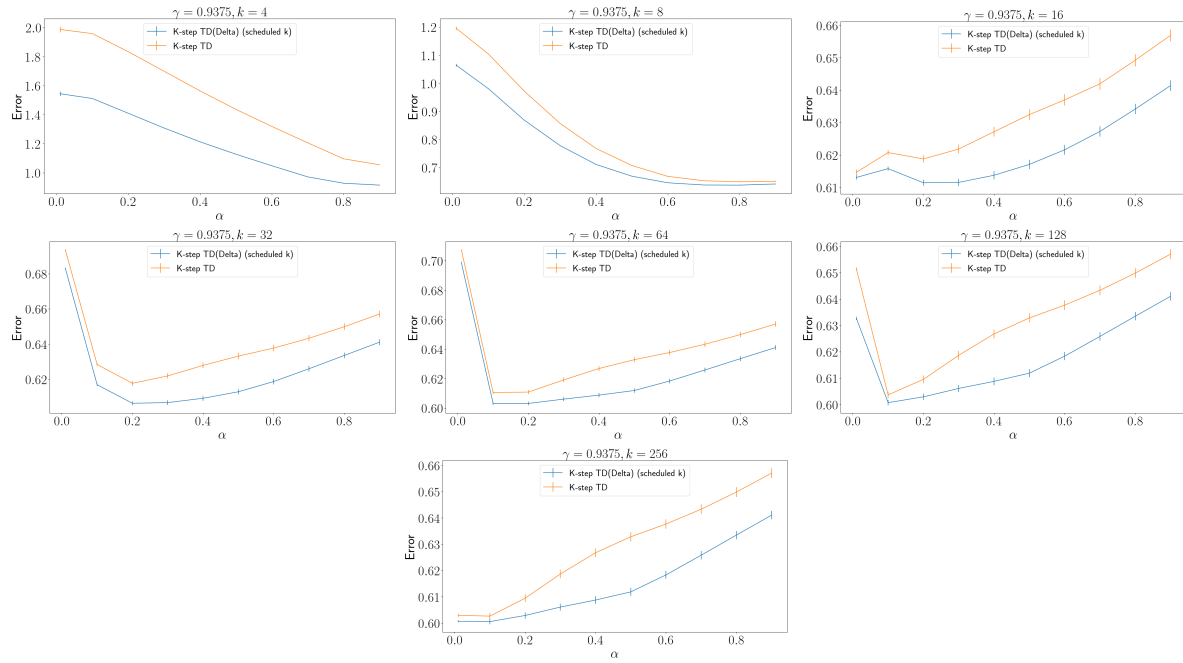 γ = 0.9375, k = 4
K-step TD(Delta) (scheduled k)
K-step TD
2.0
1.8
1.6
1.4
1.2
1.0
Error
0.0 0.2 0.4 0.6 0.8
α
γ = 0.9375, k = 8
K-step TD(Delta) (scheduled k)
K-step TD
1.2
1.1
1.0
0.9
0.8
0.7
Error
0.0 0.2 0.4 0.6 0.8
α
γ = 0.9375, k = 16
K-step TD(Delta) (scheduled k)
K-step TD
0.66
0.65
0.64
0.63
0.62
0.61
Error
0.0 0.2 0.4 0.6 0.8
α
γ = 0.9375, k = 32
K-step TD(Delta) (scheduled k)
K-step TD
0.68
0.66
0.64
0.62
Error
0.0 0.2 0.4 0.6 0.8
α
γ = 0.9375, k = 64
K-step TD(Delta) (scheduled k)
K-step TD
0.70
0.68
0.66
0.64
0.62
0.60
Error
0.0 0.2 0.4 0.6 0.8
α
γ = 0.9375, k = 128
K-step TD(Delta) (scheduled k)
K-step TD
0.66
0.65
0.64
0.63
0.62
0.61
0.60
Error
0.0 0.2 0.4 0.6 0.8
α
γ = 0.9375, k = 256
K-step TD(Delta) (scheduled k)
K-step TD
0.66
0.65
0.64
0.63
0.62
0.61
0.60
Error
0.0 0.2 0.4 0.6 0.8
α